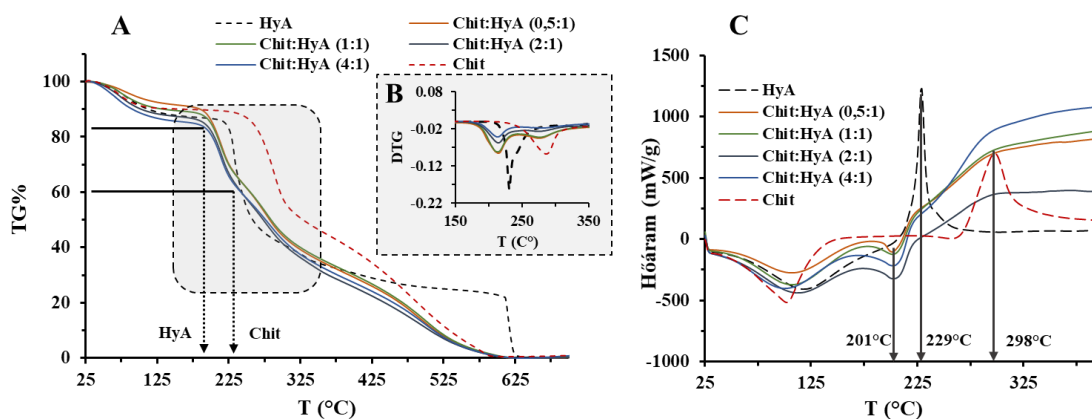 A
HyA
Chit:HyA (0,5:1)
Chit:HyA (1:1)
Chit:HyA (2:1)
Chit:HyA (4:1)
Chit
TG%
100
80
60
40
20
0
25
125
225
325
425
525
625
T (°C)
HyA
Chit
B
DTG
0.08
-0.02
-0.12
-0.22
150
250
350
T (C°)
C
Hőáram (mW/g)
1500
1000
500
0
-500
-1000
HyA
Chit:HyA (0,5:1)
Chit:HyA (1:1)
Chit:HyA (2:1)
Chit:HyA (4:1)
Chit
201°C
229°C
298°C
25
125
225
325
T (°C)